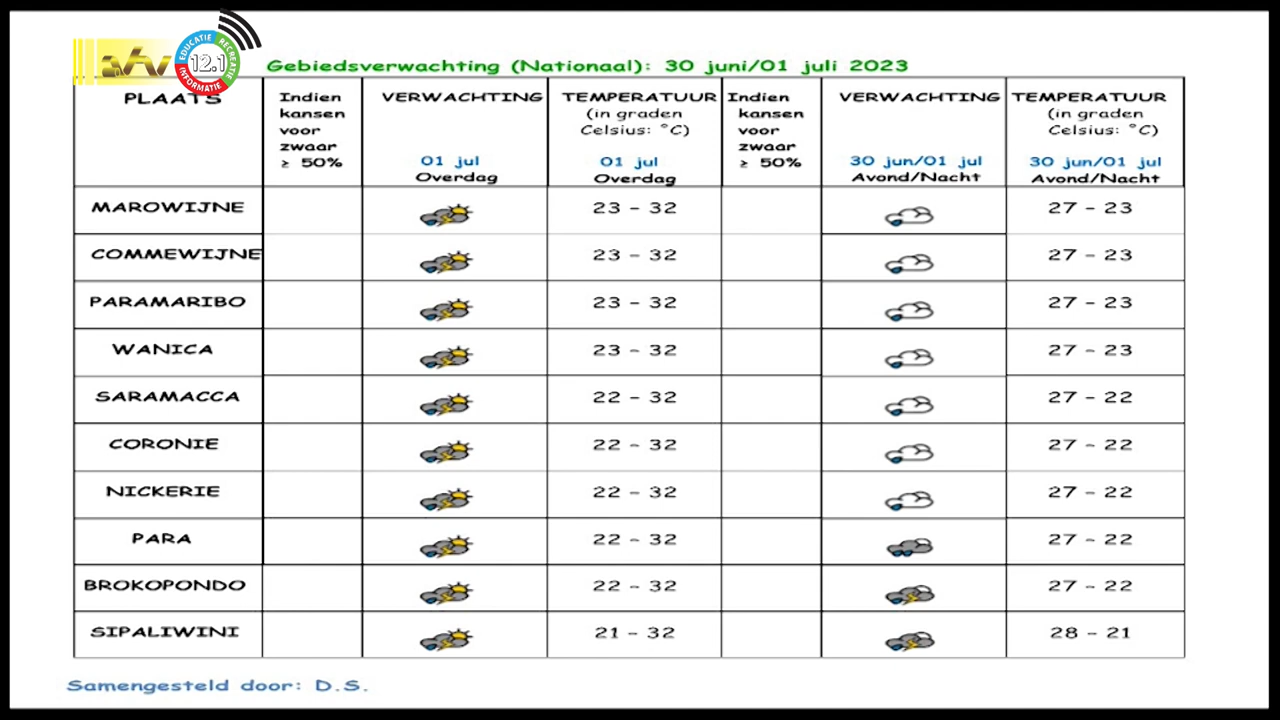 atv
12.1
EDUCATIE RECREATIE INFORMATIE
Gebiedsverwachting (Nationaal): 30 juni/01 juli 2023
PLAATS Indien kansen voor zwaar ≥ 50% VERWACHTING 01 jul Overdag TEMPERATUUR (in graden Celsius: °C) 01 jul Overdag Indien kansen voor zwaar ≥ 50% VERWACHTING 30 jun/01 jul Avond/Nacht TEMPERATUUR (in graden Celsius: °C) 30 jun/01 jul Avond/Nacht
MAROWIJNE 23 - 32 27 - 23
COMMEWIJNE 23 - 32 27 - 23
PARAMARIBO 23 - 32 27 - 23
WANICA 23 - 32 27 - 23
SARAMACCA 22 - 32 27 - 22
CORONIE 22 - 32 27 - 22
NICKERIE 22 - 32 27 - 22
PARA 22 - 32 27 - 22
BROKOPONDO 22 - 32 27 - 22
SIPALIWINI 21 - 32 28 - 21
Samengesteld door: D.S.